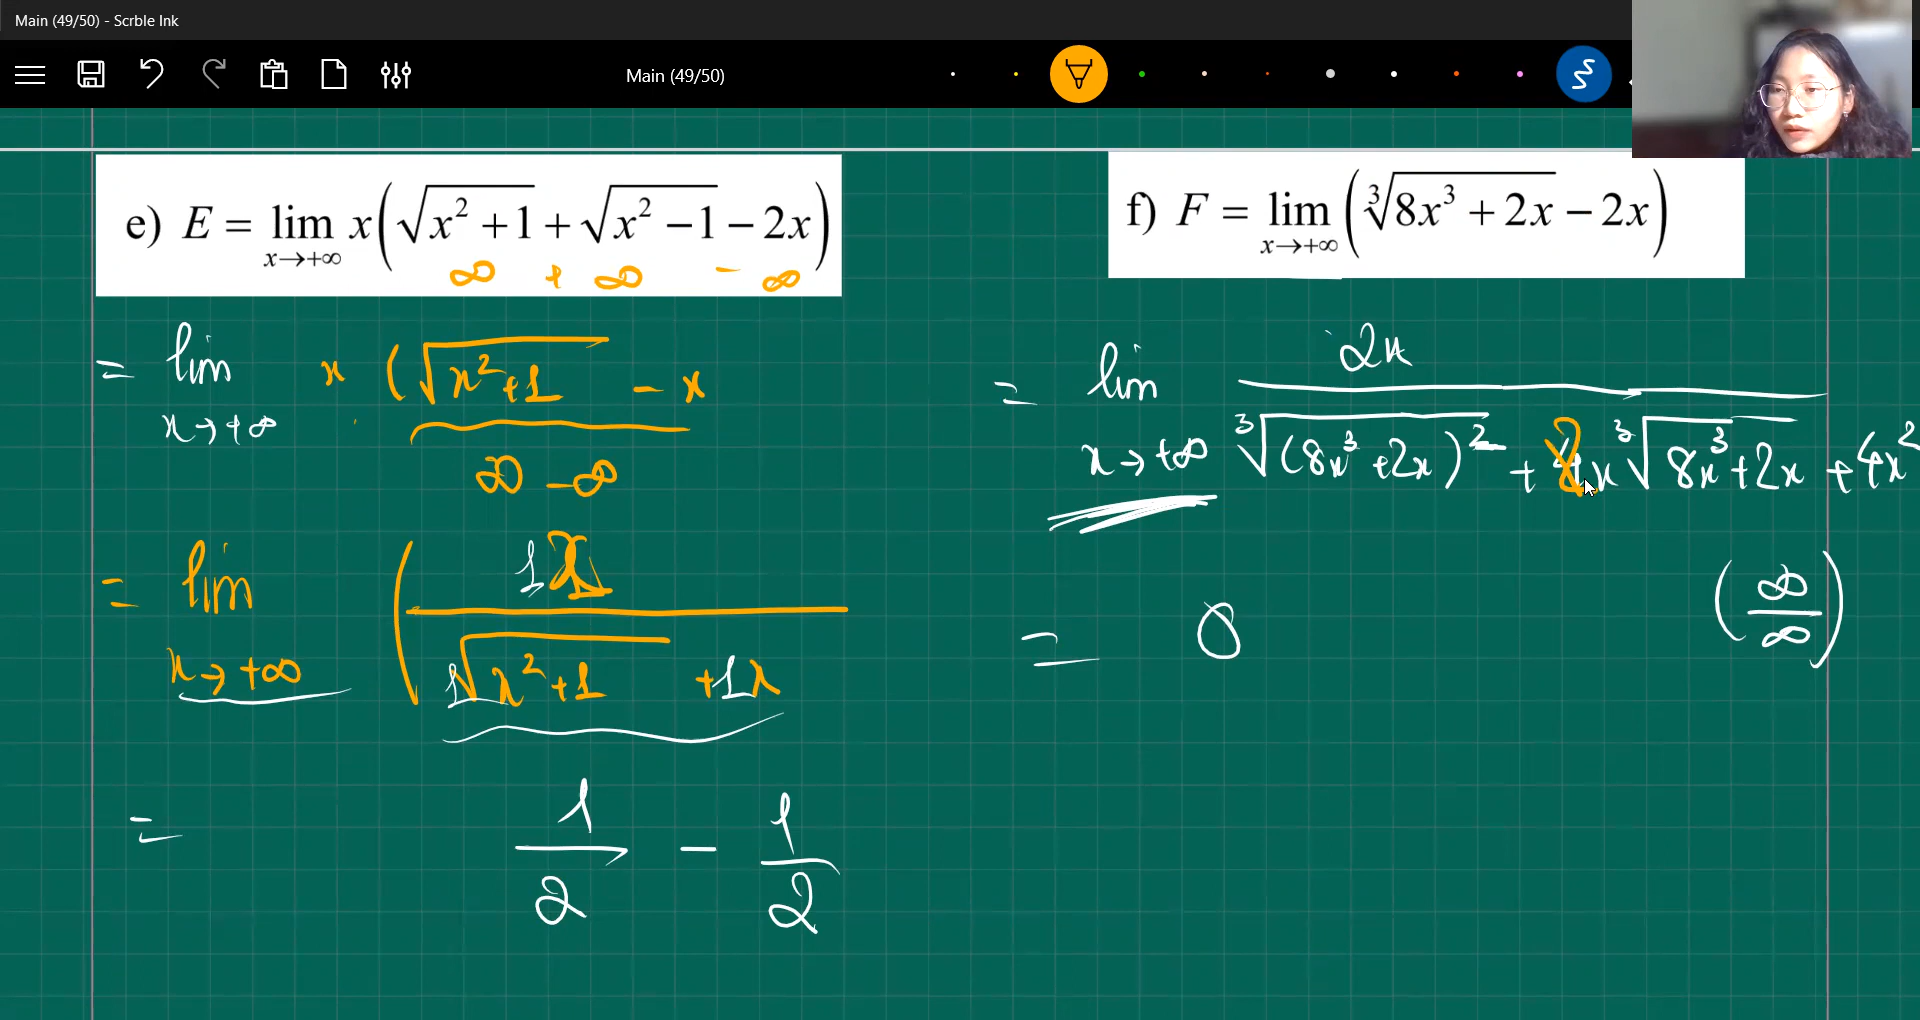 Main (49/50) - Scrble Ink
Main (49/50)
e) E = lim x→+∞ x(√(x² + 1) + √(x² − 1) − 2x)
∞ + ∞ − ∞
= lim x→+∞ x (√(x²+1) − x
∞ − ∞
= lim x→+∞ ( 1x / (1√(x²+1) + 1x)
= 1/2 − 1/2
f) F = lim x→+∞ (∛(8x³ + 2x) − 2x)
= lim x→+∞ 2x / (∛(8x³+2x)² + 2x ∛(8x³+2x) + 4x²
(∞/∞)
= 0